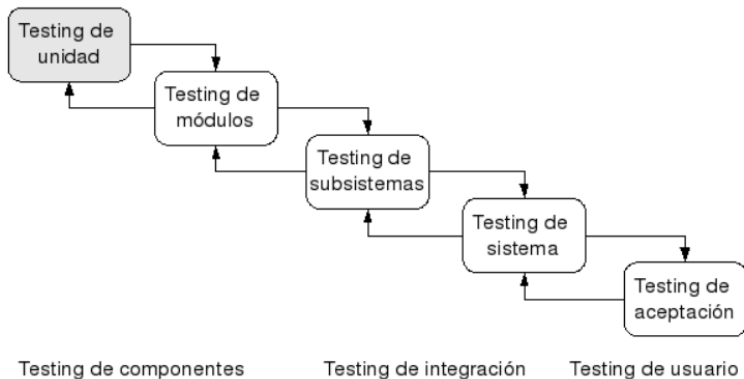 Testing de
unidad
Testing de
módulos
Testing de
subsistemas
Testing de
sistema
Testing de
aceptación
Testing de componentes
Testing de integración
Testing de usuario